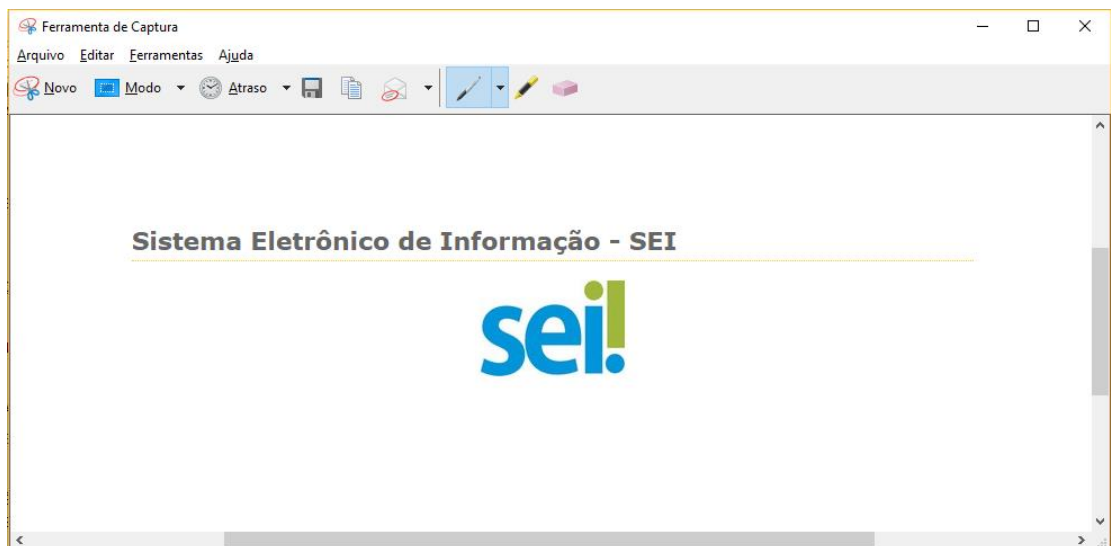 Ferramenta de Captura
Arquivo Editar Ferramentas Ajuda
Novo Modo Atraso
Sistema Eletrônico de Informação - SEI
sei!